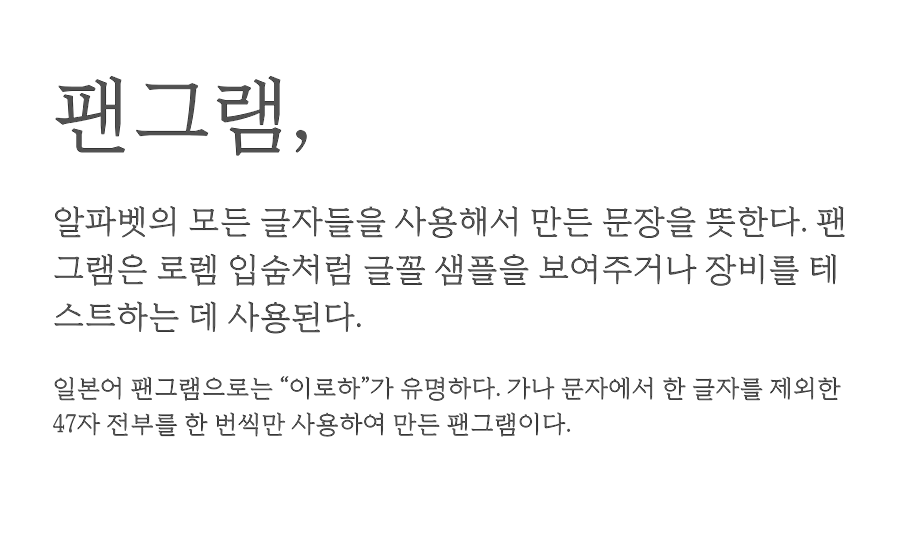 팬그램,
알파벳의 모든 글자들을 사용해서 만든 문장을 뜻한다. 팬
그램은 로렘 입숨처럼 글꼴 샘플을 보여주거나 장비를 테
스트하는 데 사용된다.
일본어 팬그램으로는 “이로하”가 유명하다. 가나 문자에서 한 글자를 제외한
47자 전부를 한 번씩만 사용하여 만든 팬그램이다.